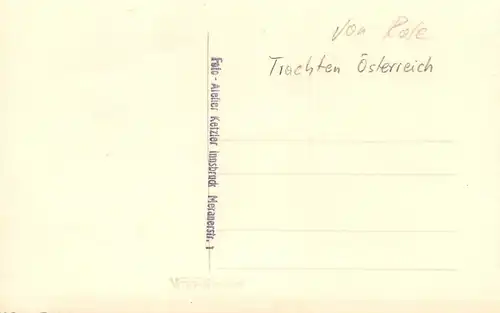 von Rose
Trachten Österreich
Foto-Atelier Ketzler Innsbruck Meranerstr. 1